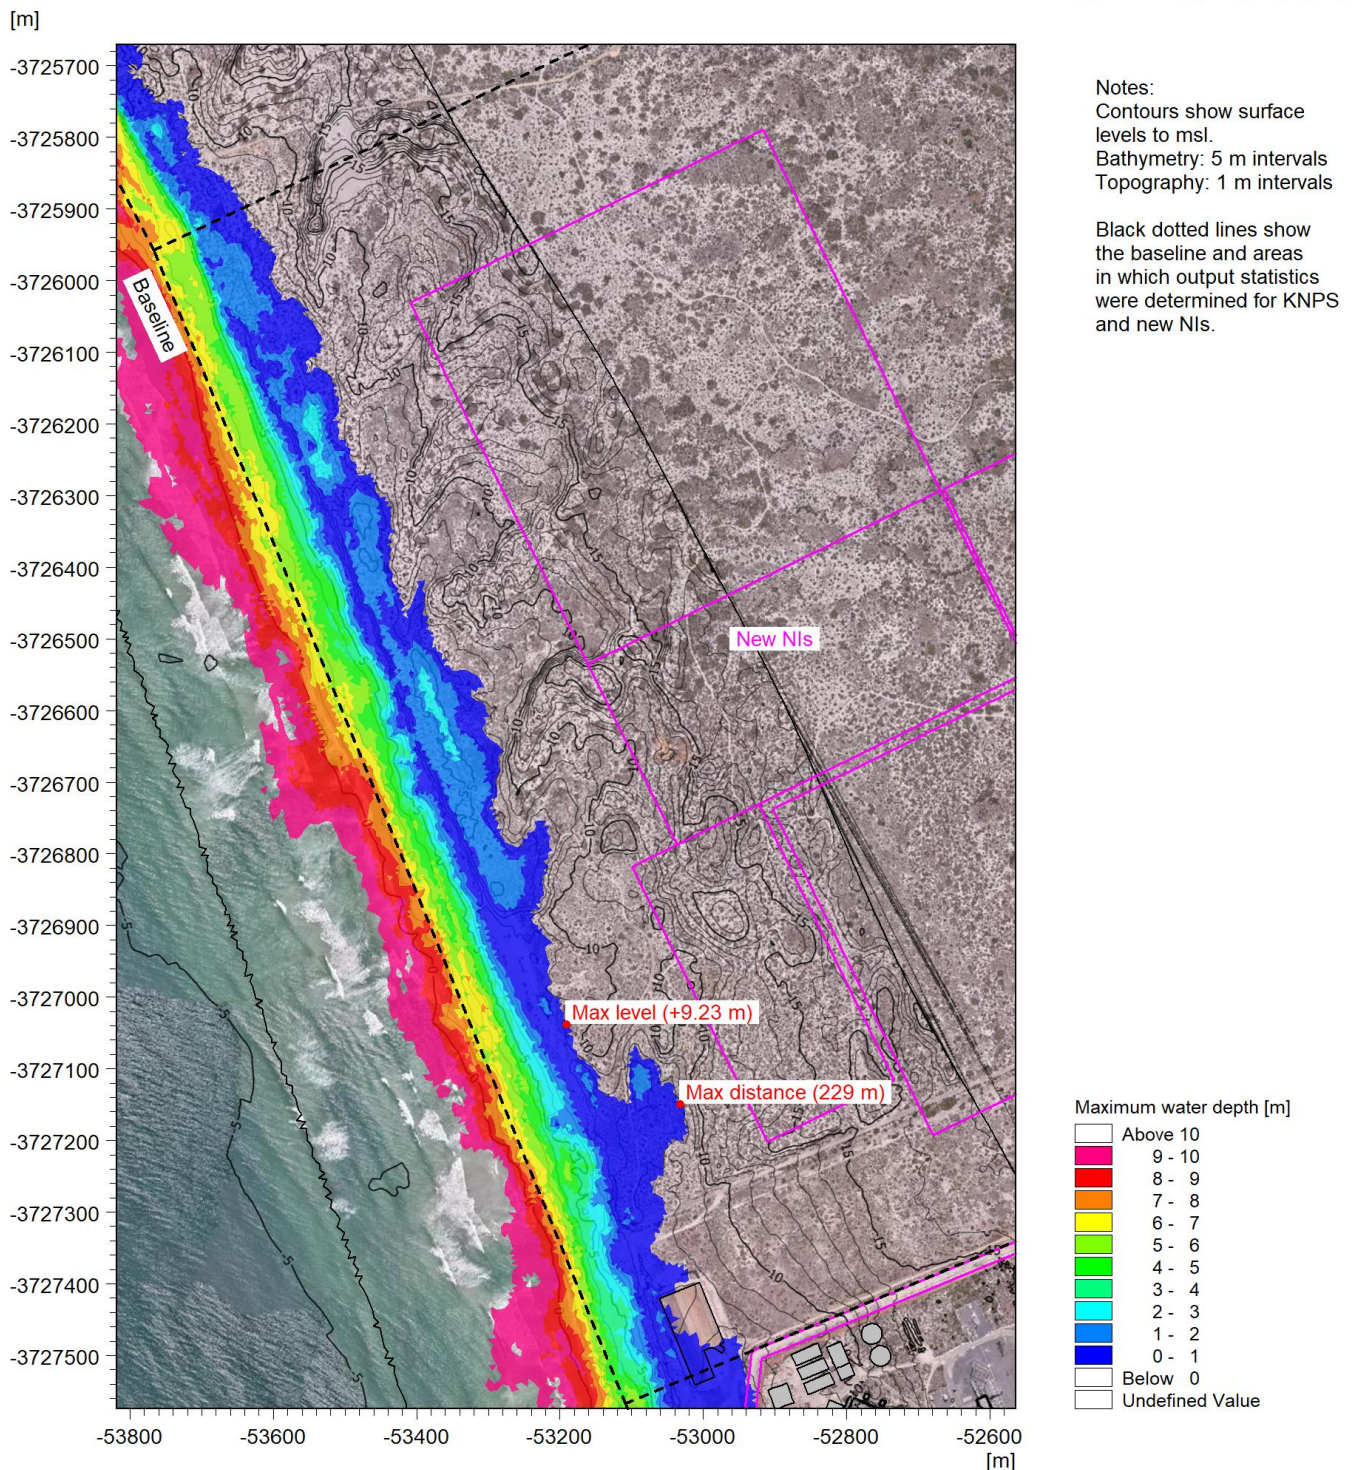 [m]
-3725700
-3725800
-3725900
-3726000
-3726100
-3726200
-3726300
-3726400
-3726500
-3726600
-3726700
-3726800
-3726900
-3727000
-3727100
-3727200
-3727300
-3727400
-3727500
-53800
-53600
-53400
-53200
-53000
-52800
-52600
[m]
Baseline
New NIs
Max level (+9.23 m)
Max distance (229 m)
Notes:
Contours show surface
levels to msl.
Bathymetry: 5 m intervals
Topography: 1 m intervals
Black dotted lines show
the baseline and areas
in which output statistics
were determined for KNPS
and new NIs.
Maximum water depth [m]
Above 10
9 - 10
8 - 9
7 - 8
6 - 7
5 - 6
4 - 5
3 - 4
2 - 3
1 - 2
0 - 1
Below 0
Undefined Value